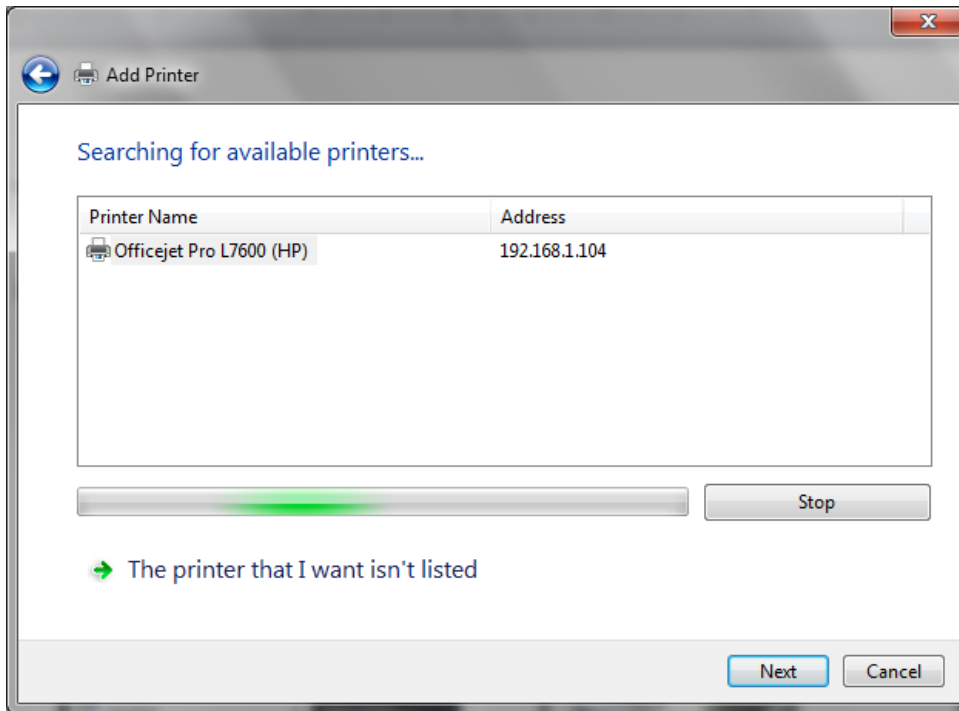 Add Printer
Searching for available printers...
Printer Name Address
Officejet Pro L7600 (HP) 192.168.1.104
Stop
The printer that I want isn't listed
Next Cancel